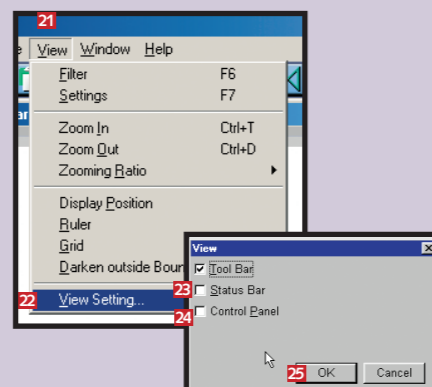 21
View Window Help
Filter F6
Settings F7
Zoom In Ctrl+T
Zoom Out Ctrl+D
Zooming Ratio
Display Position
Ruler
Grid
Darken outside Boun
22 View Setting...
View
Tool Bar
23 Status Bar
24 Control Panel
25 OK Cancel